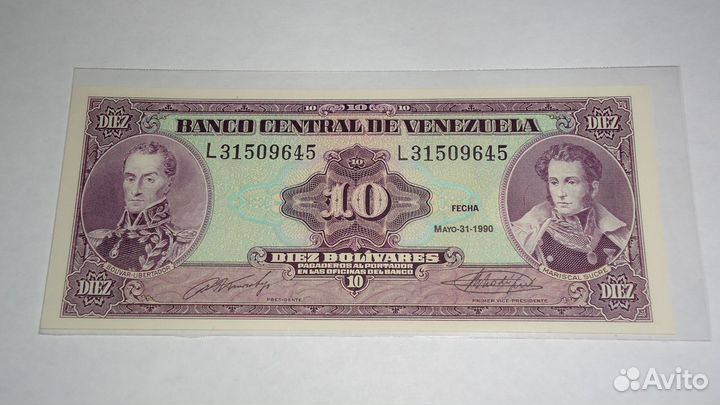 10 10 10
DIEZ DIEZ
BANCO CENTRAL DE VENEZUELA
L31509645 L31509645
10
10
FECHA
MAYO-31-1990
BOLIVAR-LIBERTADOR
MARISCAL SUCRE
DIEZ BOLÍVARES
PAGADEROS AL PORTADOR
EN LAS OFICINAS DEL BANCO
DIEZ 10 DIEZ
PRESIDENTE PRIMER VICE-PRESIDENTE
Avito